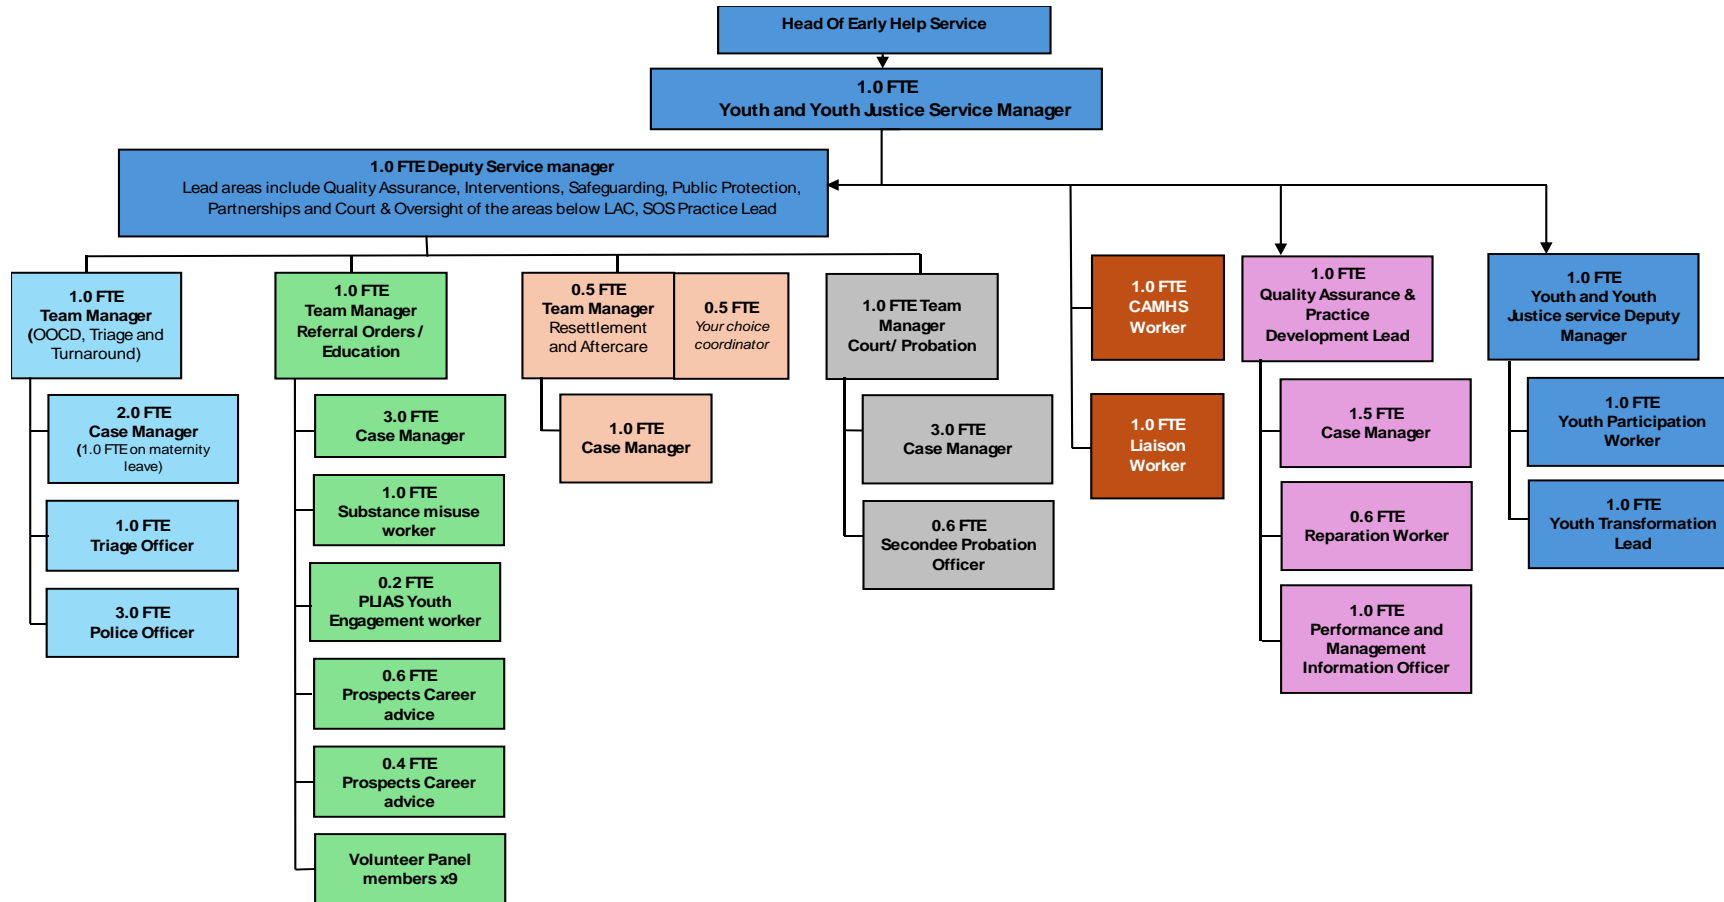 Head Of Early Help Service
1.0 FTE
Youth and Youth Justice Service Manager
1.0 FTE Deputy Service manager
Lead areas include Quality Assurance, Interventions, Safeguarding, Public Protection,
Partnerships and Court & Oversight of the areas below LAC, SOS Practice Lead
1.0 FTE
Team Manager
(OOCD, Triage and
Turnaround)
2.0 FTE
Case Manager
(1.0 FTE on maternity
leave)
1.0 FTE
Triage Officer
3.0 FTE
Police Officer
1.0 FTE
Team Manager
Referral Orders /
Education
3.0 FTE
Case Manager
1.0 FTE
Substance misuse
worker
0.2 FTE
PLIAS Youth
Engagement worker
0.6 FTE
Prospects Career
advice
0.4 FTE
Prospects Career
advice
Volunteer Panel
members x9
0.5 FTE
Team Manager
Resettlement
and Aftercare
0.5 FTE
Your choice
coordinator
1.0 FTE
Case Manager
1.0 FTE Team
Manager
Court/ Probation
3.0 FTE
Case Manager
0.6 FTE
Secondee Probation
Officer
1.0 FTE
CAMHS
Worker
1.0 FTE
Liaison
Worker
1.0 FTE
Quality Assurance &
Practice
Development Lead
1.5 FTE
Case Manager
0.6 FTE
Reparation Worker
1.0 FTE
Performance and
Management
Information Officer
1.0 FTE
Youth and Youth
Justice service Deputy
Manager
1.0 FTE
Youth Participation
Worker
1.0 FTE
Youth Transformation
Lead